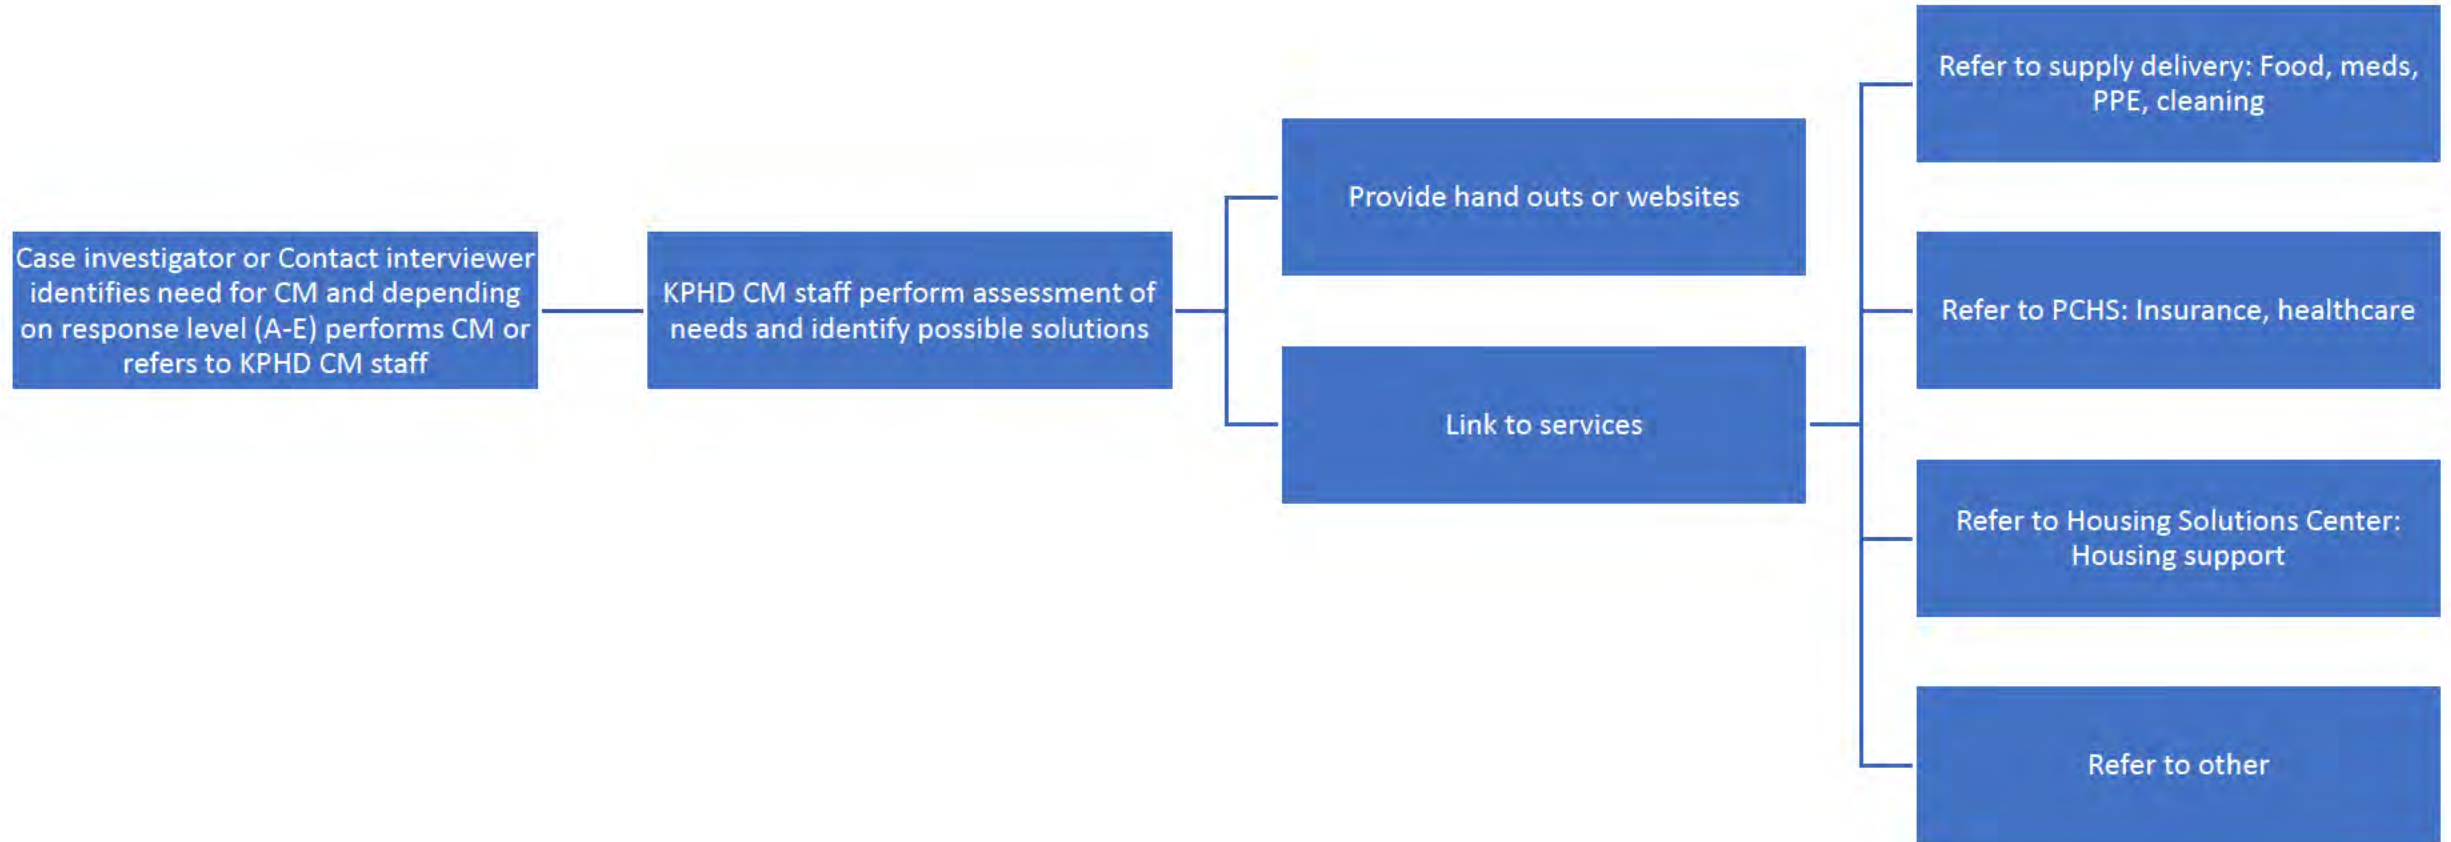 Case investigator or Contact interviewer
identifies need for CM and depending
on response level (A-E) performs CM or
refers to KPHD CM staff
KPHD CM staff perform assessment of
needs and identify possible solutions
Provide hand outs or websites
Link to services
Refer to supply delivery: Food, meds,
PPE, cleaning
Refer to PCHS: Insurance, healthcare
Refer to Housing Solutions Center:
Housing support
Refer to other